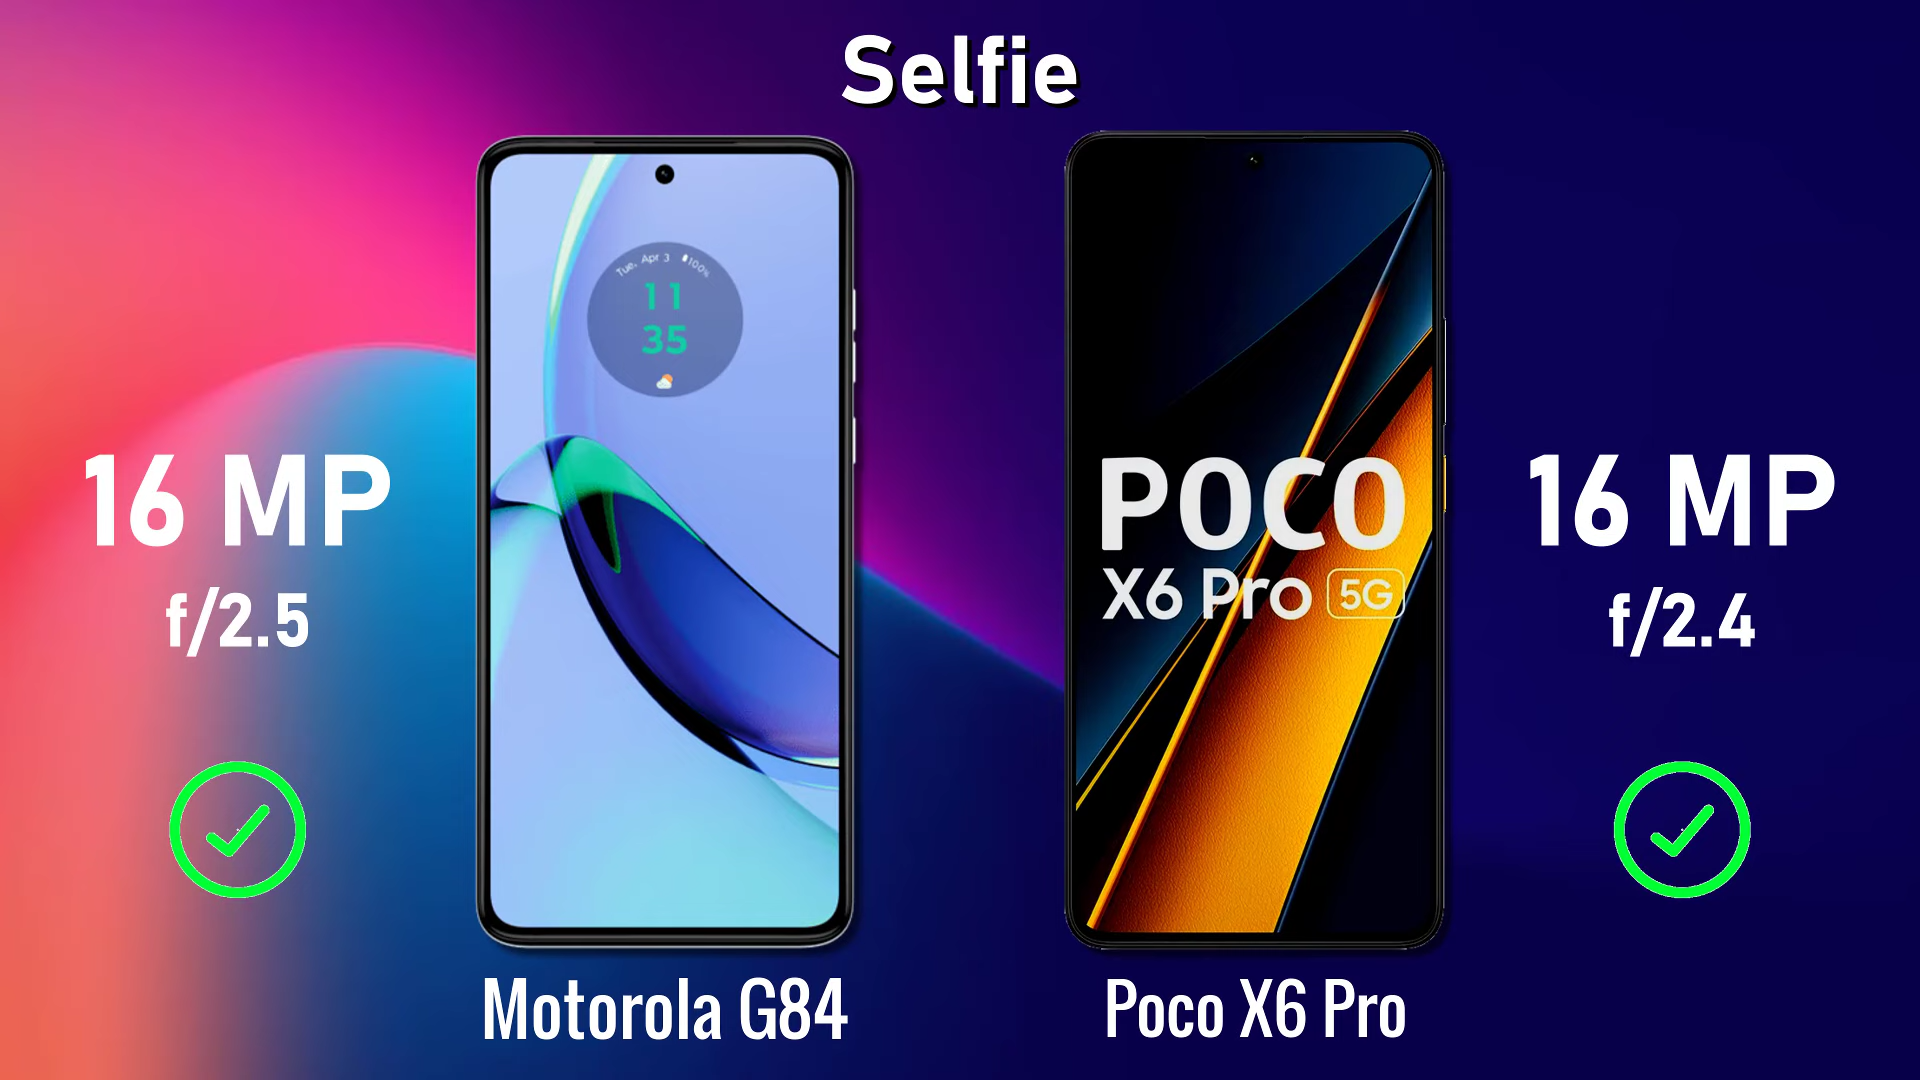 Selfie
Tue, Apr 3 100%
11
35
16 MP
f/2.5
POCO
X6 Pro 5G
16 MP
f/2.4
Motorola G84
Poco X6 Pro